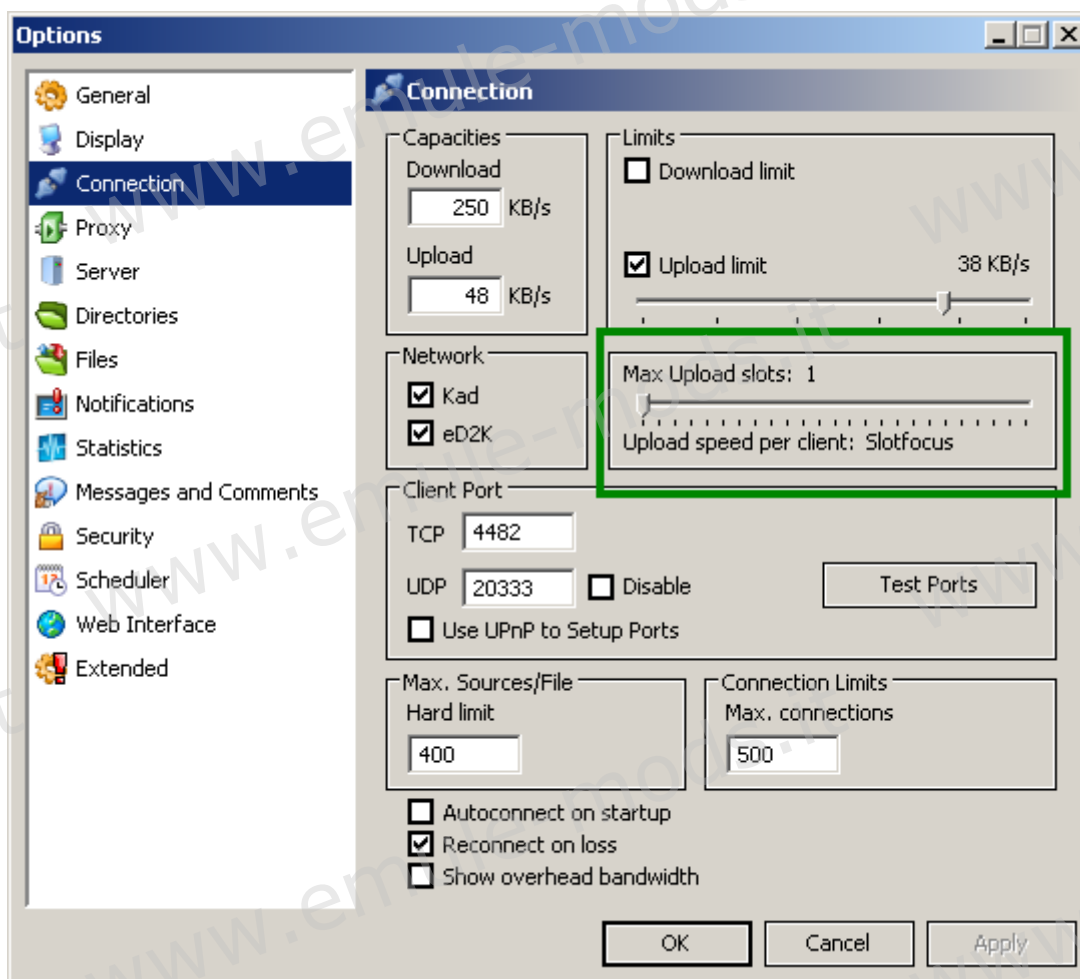 Options
General
Display
Connection
Proxy
Server
Directories
Files
Notifications
Statistics
Messages and Comments
Security
Scheduler
Web Interface
Extended
Connection
Capacities
Download
250 KB/s
Upload
48 KB/s
Limits
Download limit
Upload limit 38 KB/s
Network
Kad
eD2K
Max Upload slots: 1
Upload speed per client: Slotfocus
Client Port
TCP 4482
UDP 20333 Disable
Test Ports
Use UPnP to Setup Ports
Max. Sources/File
Hard limit
400
Connection Limits
Max. connections
500
Autoconnect on startup
Reconnect on loss
Show overhead bandwidth
OK Cancel Apply
www.emule-mods.it